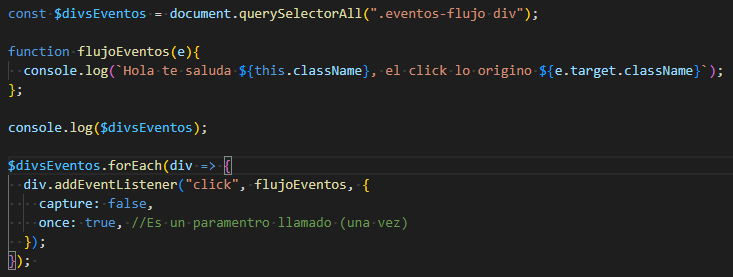 const $divsEventos = document.querySelectorAll(".eventos-flujo div");
function flujoEventos(e){
console.log(`Hola te saluda ${this.className}, el click lo origino ${e.target.className}`);
};
console.log($divsEventos);
$divsEventos.forEach(div => {
div.addEventListener("click", flujoEventos, {
capture: false,
once: true, //Es un paramentro llamado (una vez)
});
});